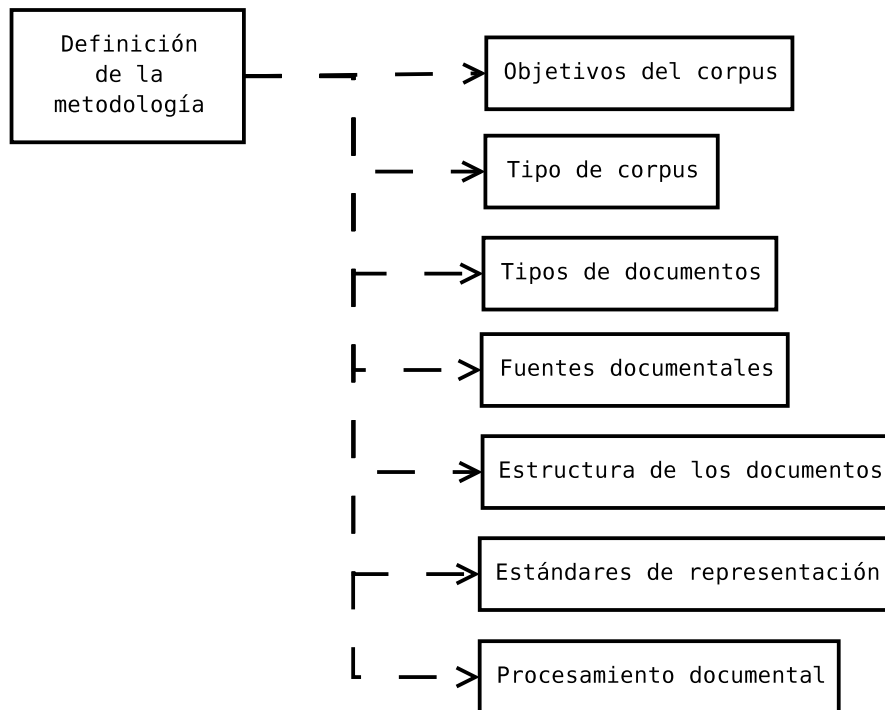 Definición
de la
metodología
Objetivos del corpus
Tipo de corpus
Tipos de documentos
Fuentes documentales
Estructura de los documentos
Estándares de representación
Procesamiento documental